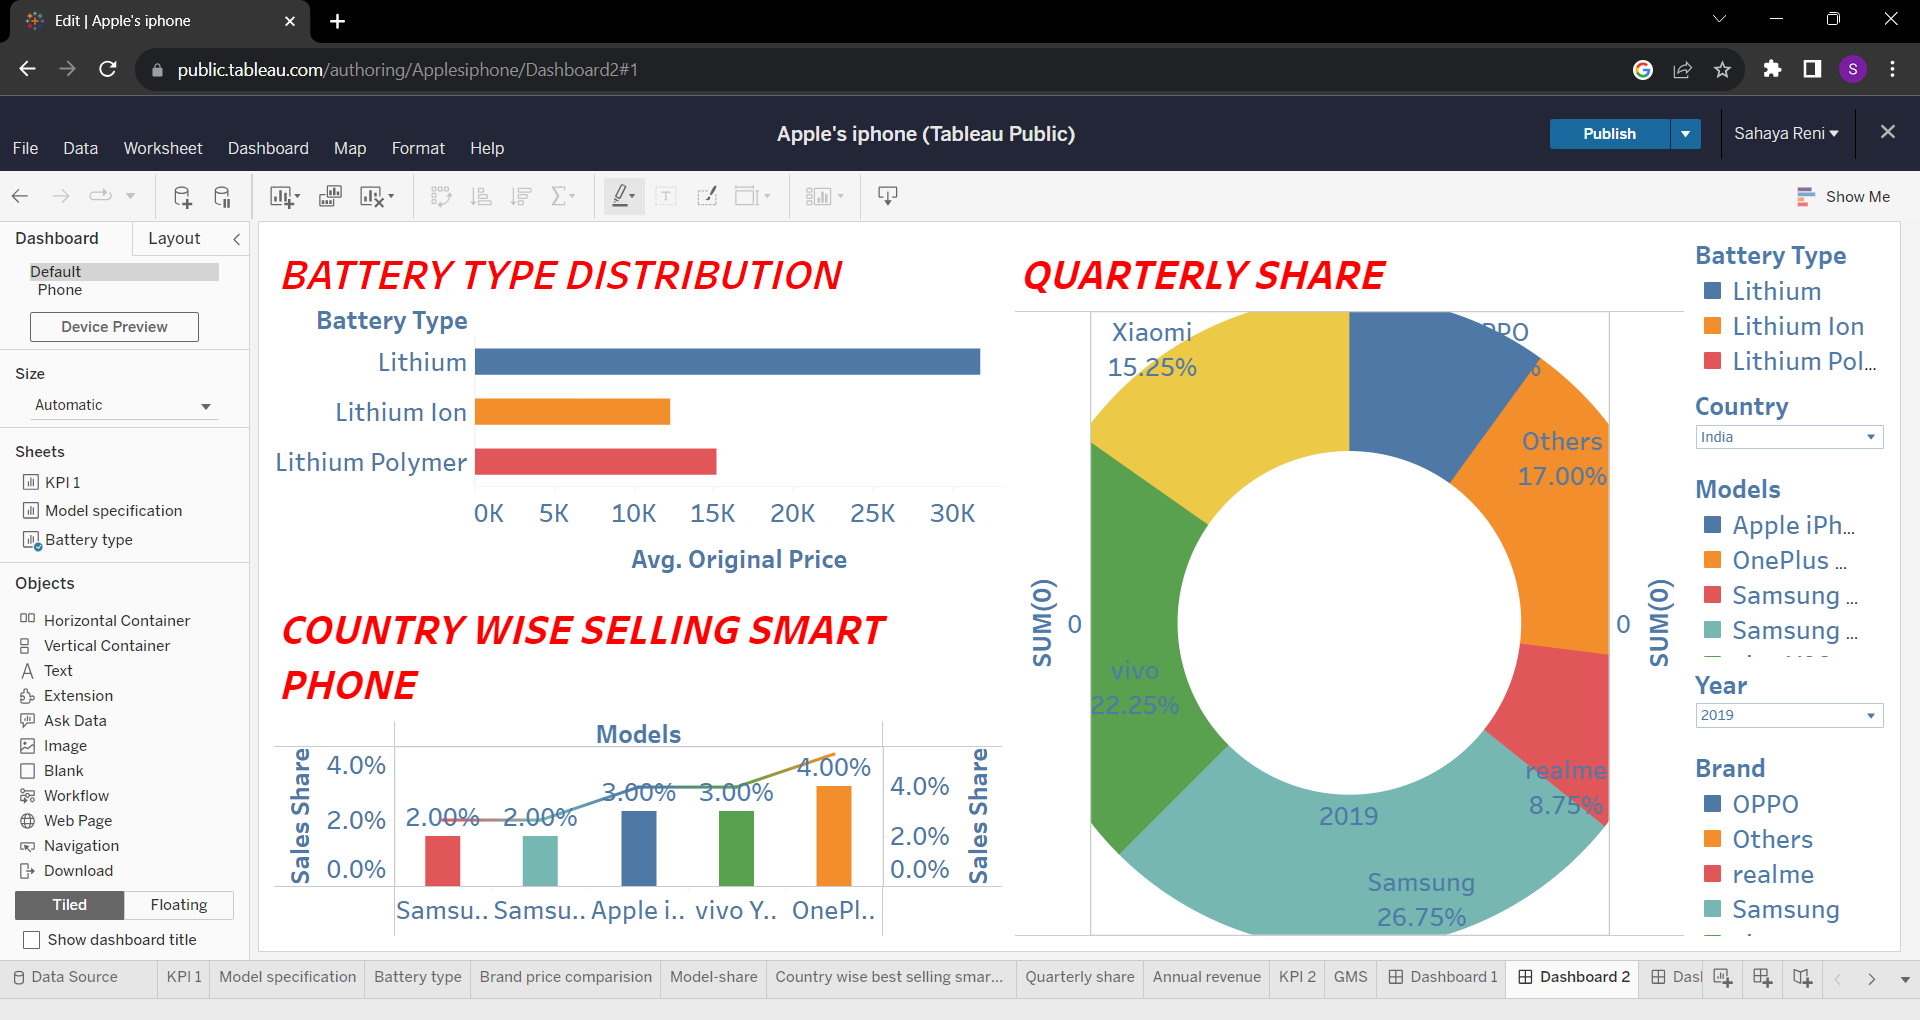 Edit | Apple's iphone
public.tableau.com/authoring/Applesiphone/Dashboard2#1
S
Apple's iphone (Tableau Public)
Publish
Sahaya Reni
File Data Worksheet Dashboard Map Format Help
Show Me
Dashboard Layout
Default
Phone
Device Preview
Size
Automatic
Sheets
KPI 1
Model specification
Battery type
Objects
Horizontal Container
Vertical Container
Text
Extension
Ask Data
Image
Blank
Workflow
Web Page
Navigation
Download
Tiled Floating
Show dashboard title
BATTERY TYPE DISTRIBUTION
Battery Type
Lithium
Lithium Ion
Lithium Polymer
0K 5K 10K 15K 20K 25K 30K
Avg. Original Price
COUNTRY WISE SELLING SMART
PHONE
Models
Sales Share
4.0%
2.0%
0.0%
2.00% 2.00% 3.00% 3.00% 4.00%
4.0%
2.0%
0.0%
Sales Share
Samsu.. Samsu.. Apple i.. vivo Y.. OnePl..
QUARTERLY SHARE
Xiaomi
15.25%
PPO
%
Others
17.00%
SUM(0)
0
0
SUM(0)
vivo
22.25%
realme
8.75%
2019
Samsung
26.75%
Battery Type
Lithium
Lithium Ion
Lithium Pol...
Country
India
Models
Apple iPh...
OnePlus ...
Samsung ...
Samsung ...
Year
2019
Brand
OPPO
Others
realme
Samsung
Data Source KPI 1 Model specification Battery type Brand price comparision Model-share Country wise best selling smar... Quarterly share Annual revenue KPI 2 GMS Dashboard 1 Dashboard 2 Dasl